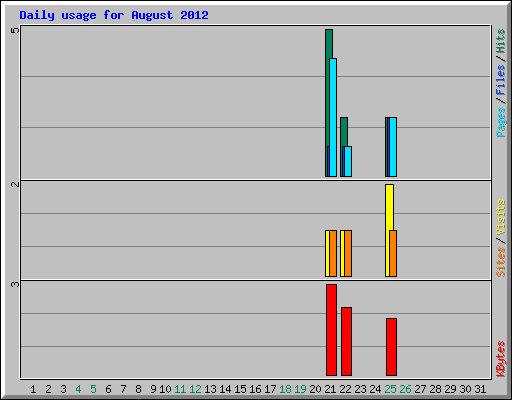 Daily usage for August 2012
5
Pages/Files/Hits
2
Sites/Visits
3
KBytes
1 2 3 4 5 6 7 8 9 10 11 12 13 14 15 16 17 18 19 20 21 22 23 24 25 26 27 28 29 30 31